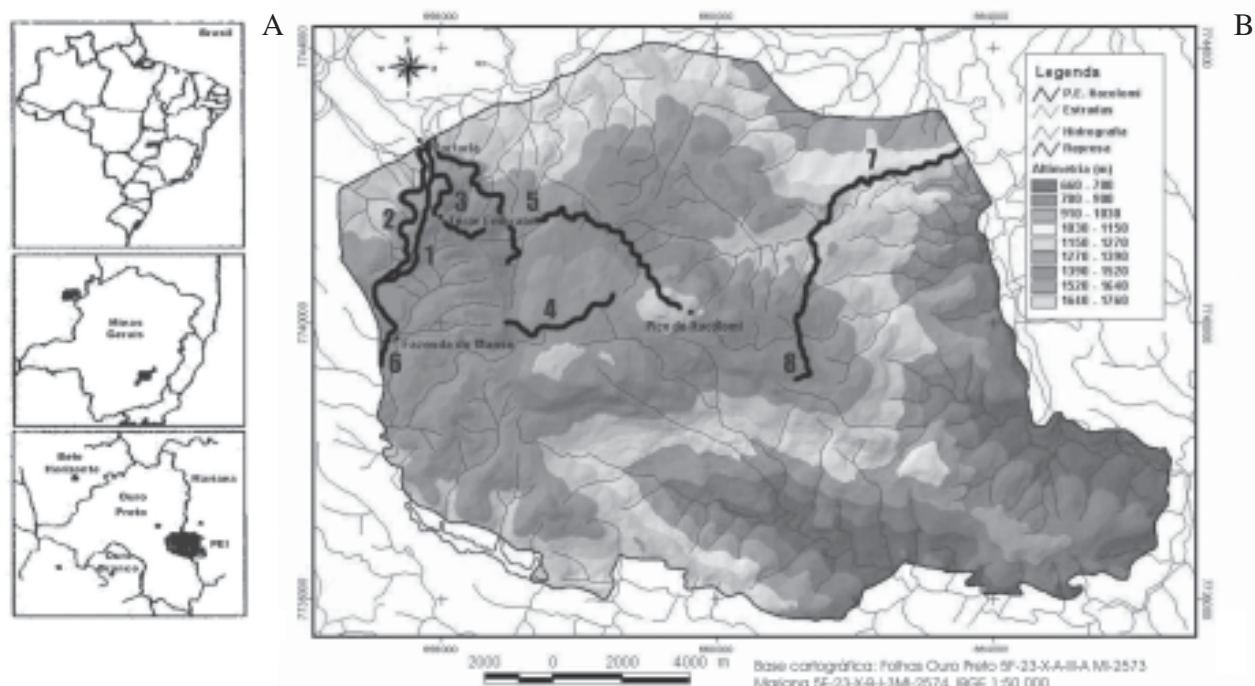 A
B
Brasil
Minas
Gerais
Belo
Horizonte
Mariana
Ouro
Preto
PEI
Ouro
Branco
Legenda
P.E. Itacolomi
Estradas
Hidrografia
Represa
Altimetria (m)
660 - 780
780 - 900
910 - 1030
1030 - 1150
1150 - 1270
1270 - 1390
1390 - 1520
1520 - 1640
1640 - 1760
7
2
3
5
1
4
Pico do Itacolomi
Fazenda do Manso
6
8
2000 0 2000 4000 m
Base cartográfica: Folhas Ouro Preto SF-23-X-A-III-A MI-2573